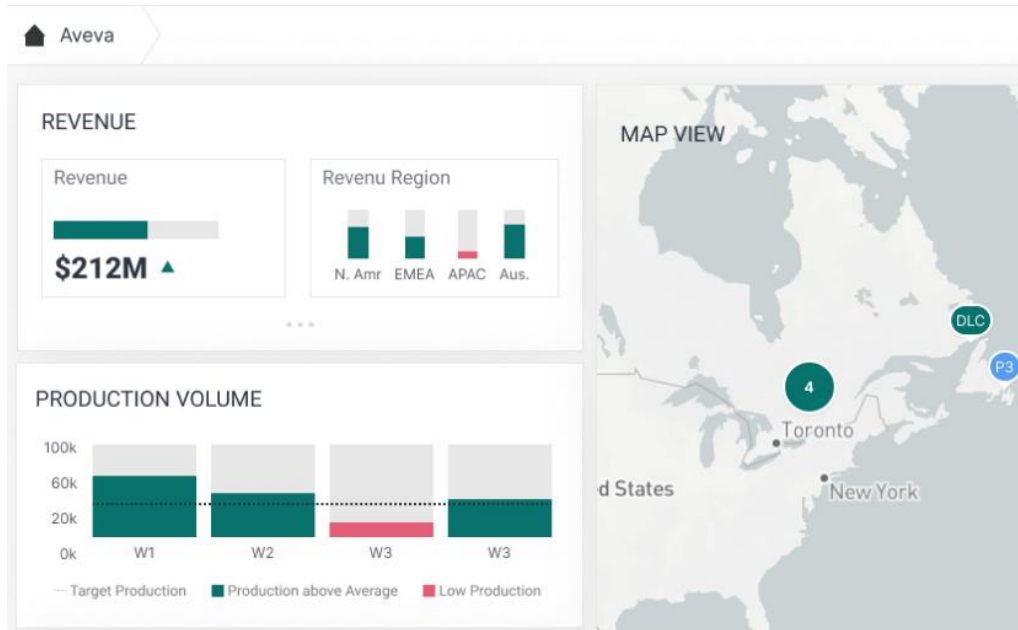 Aveva
REVENUE
Revenue
$212M
Revenu Region
N. Amr EMEA APAC Aus.
PRODUCTION VOLUME
100k
60k
20k
0k
W1 W2 W3 W3
Target Production Production above Average Low Production
MAP VIEW
DLC
P3
4
Toronto
d States
New York